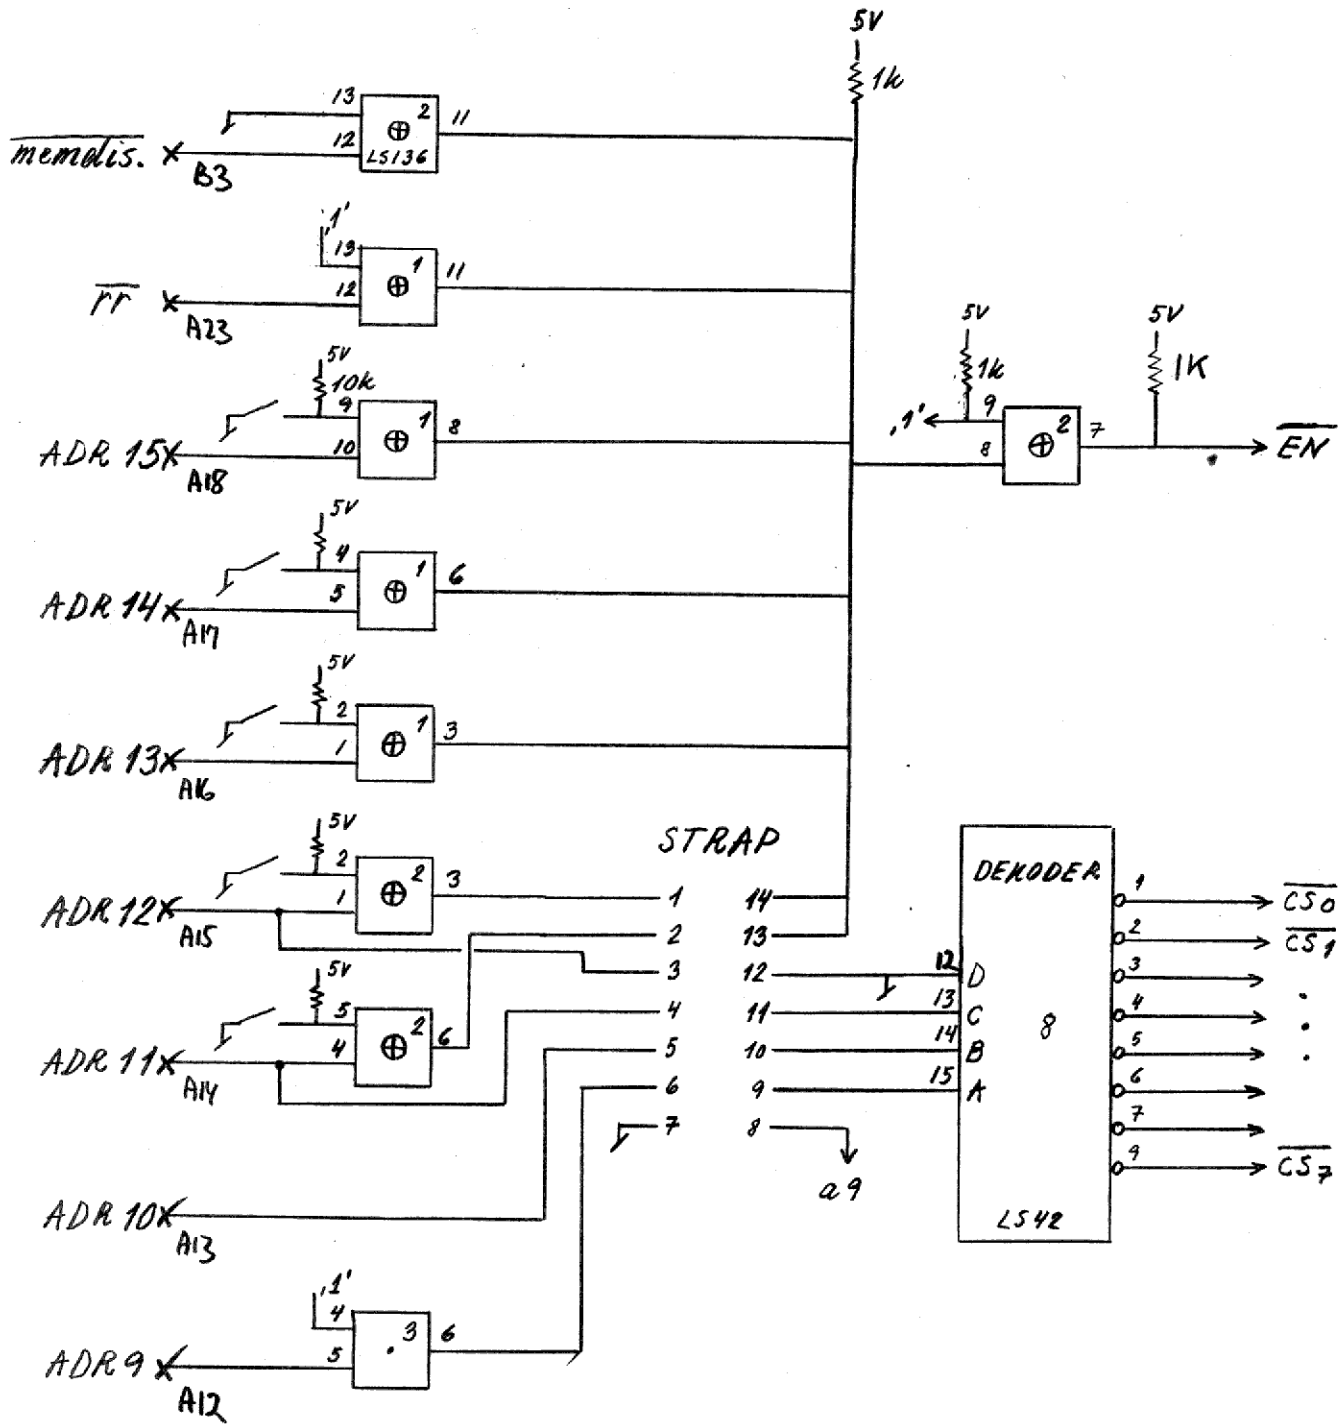 5V
1k
13
2
11
memdis.
12
LS136
B3
,1'
13
1
11
rr
12
A23
5V
10k
9
1
8
ADR 15
10
A18
5V
1k
9
,1'
2
7
8
5V
1K
EN
5V
4
1
6
ADR 14
5
A17
5V
2
1
3
ADR 13
1
A16
STRAP
5V
2
2
3
ADR 12
1
A15
5V
5
2
6
ADR 11
4
A14
ADR 10
A13
,1'
4
3
6
ADR 9
5
A12
1 14
2 13
3 12
4 11
5 10
6 9
7 8
a9
DEKODER
12 D
13 C
14 B
15 A
8
LS42
1 CS0
2 CS1
3
4
5
6
7
9 CS7